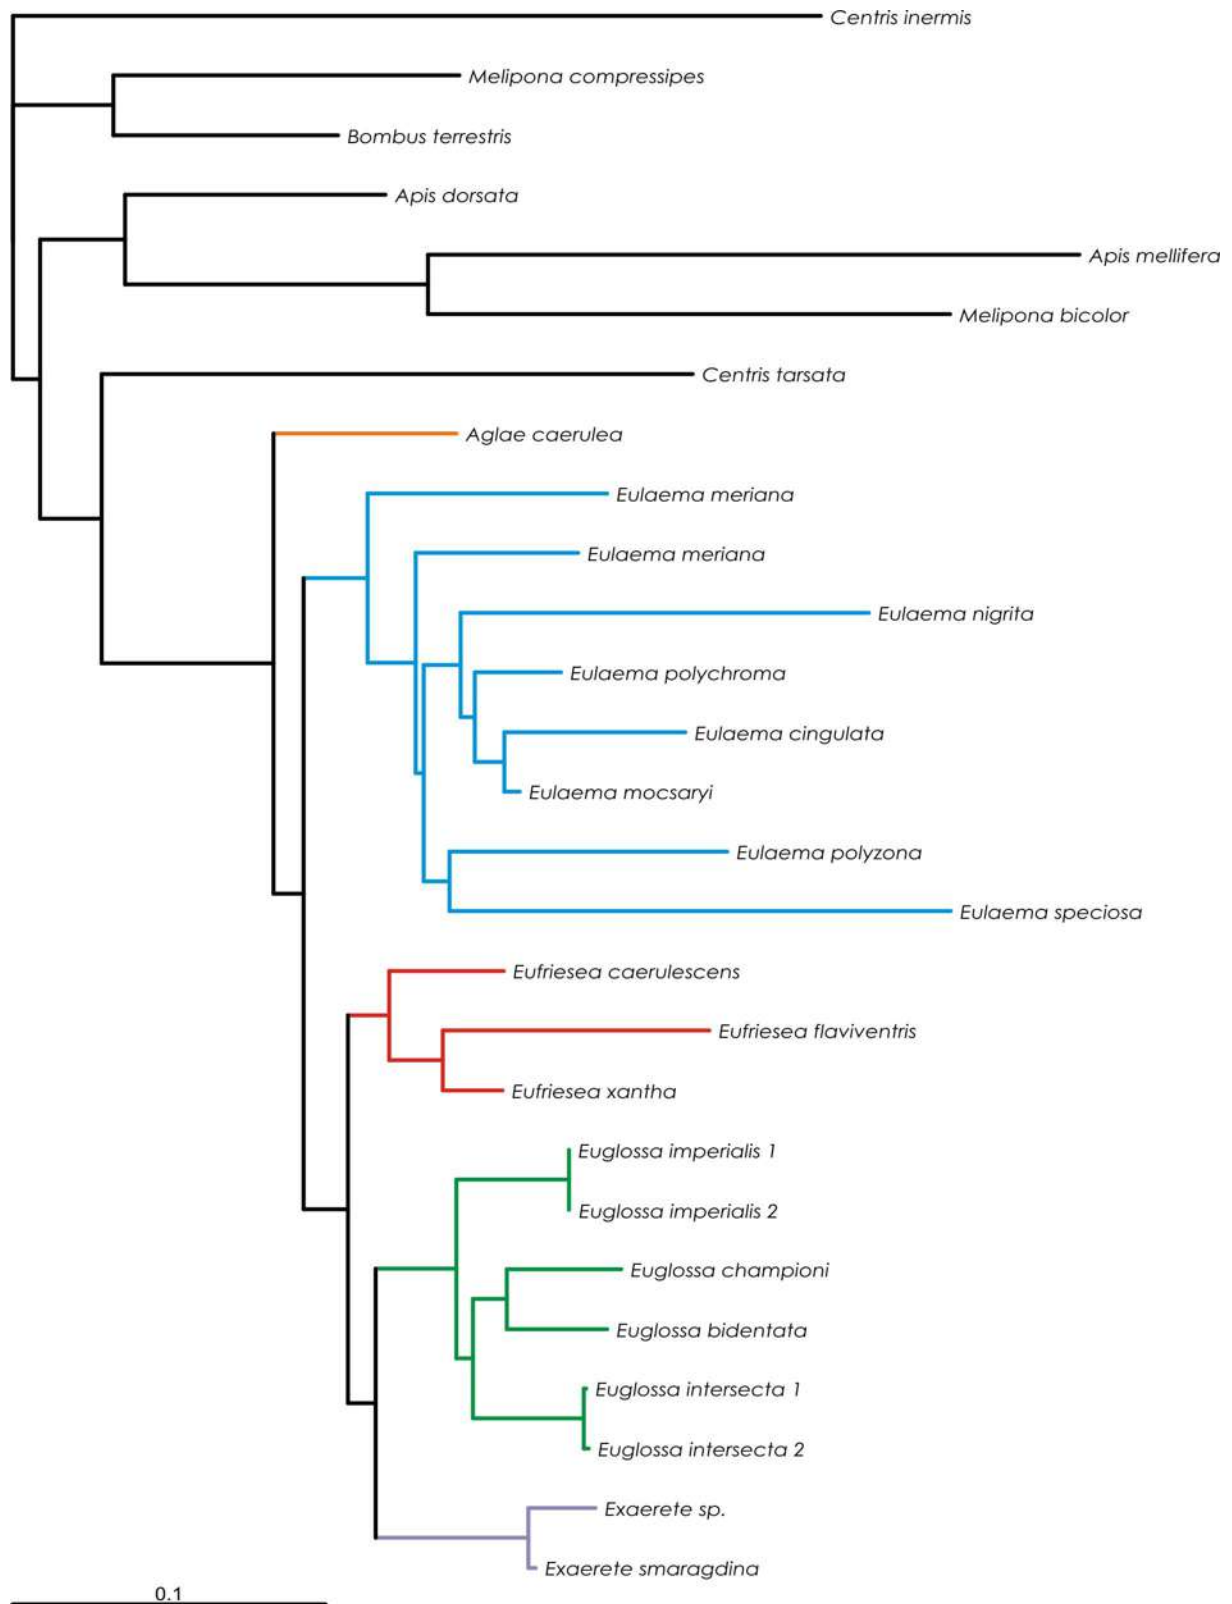 Centris inermis
Melipona compressipes
Bombus terrestris
Apis dorsata
Apis mellifera
Melipona bicolor
Centris tarsata
Aglae caerulea
Eulaema meriana
Eulaema meriana
Eulaema nigrita
Eulaema polychroma
Eulaema cingulata
Eulaema mocsaryi
Eulaema polyzona
Eulaema speciosa
Eufriesea caerulescens
Eufriesea flaviventris
Eufriesea xantha
Euglossa imperialis 1
Euglossa imperialis 2
Euglossa championi
Euglossa bidentata
Euglossa intersecta 1
Euglossa intersecta 2
Exaerete sp.
Exaerete smaragdina
0.1